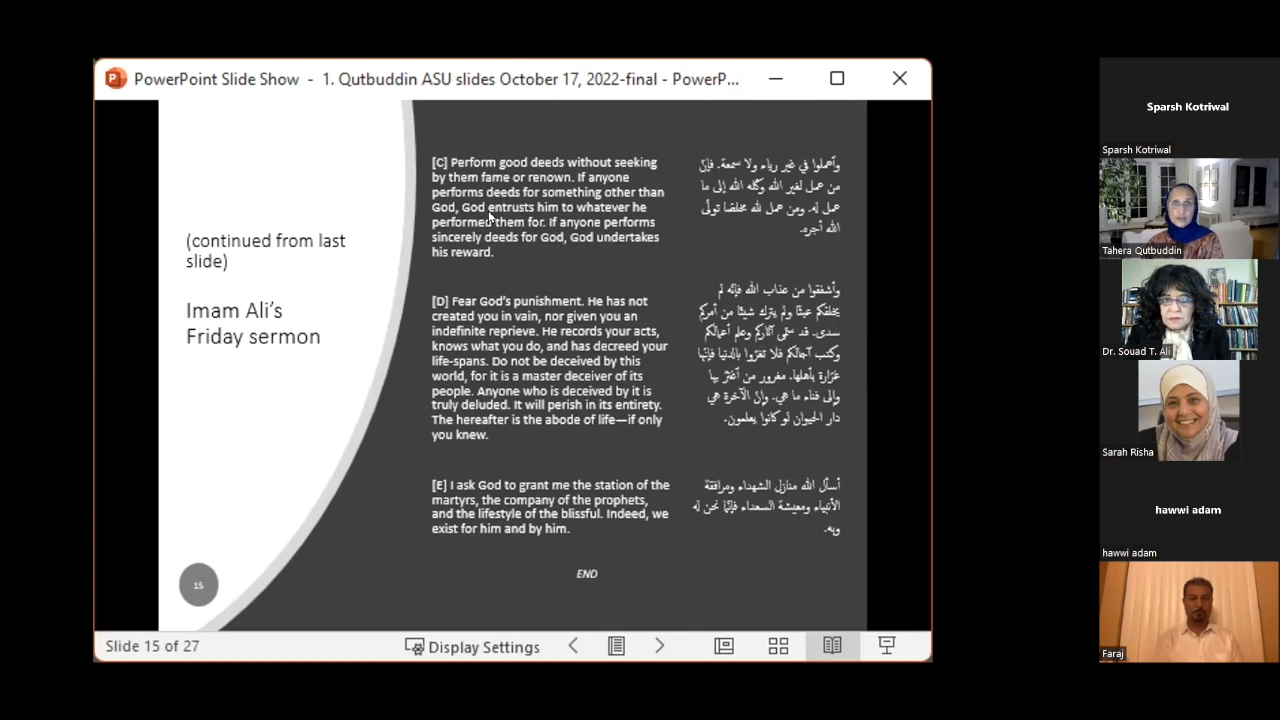 PowerPoint Slide Show - 1. Qutbuddin ASU slides October 17, 2022-final - PowerP...
(continued from last
slide)
Imam Ali's
Friday sermon
15
[C] Perform good deeds without seeking
by them fame or renown. If anyone
performs deeds for something other than
God, God entrusts him to whatever he
performed them for. If anyone performs
sincerely deeds for God, God undertakes
his reward.
وٱعملوا في غير رياء ولا سمعة. فإنّ
من عمل لغير الله وكّله الله إلى ما
عمل له. ومن عمل لله مخلصًا تولّى
الله أجره.
[D] Fear God's punishment. He has not
created you in vain, nor given you an
indefinite reprieve. He records your acts,
knows what you do, and has decreed your
life-spans. Do not be deceived by this
world, for it is a master deceiver of its
people. Anyone who is deceived by it is
truly deluded. It will perish in its entirety.
The hereafter is the abode of life—if only
you knew.
وأشفقوا من عذاب الله فإنّه لم
يخلقكم عبثًا ولم يترك شيئًا من أمركم
سدى. قد سمّى آثاركم وعلم أعمالكم
وكتب آجالكم فلا تغترّوا بالدنيا فإنّها
غرّارة بأهلها. مغرور من ٱغترّ بها
وإلى فناء ما هي. وإنّ الآخرة هي
دار الحيوان لو كانوا يعلمون.
[E] I ask God to grant me the station of the
martyrs, the company of the prophets,
and the lifestyle of the blissful. Indeed, we
exist for him and by him.
أسأل الله منازل الشهداء ومرافقة
الأنبياء ومعيشة السعداء فإنّما نحن له
وبه.
END
Slide 15 of 27
Display Settings
Sparsh Kotriwal
Sparsh Kotriwal
Tahera Qutbuddin
Dr. Souad T. Ali
Sarah Risha
hawwi adam
hawwi adam
Faraj